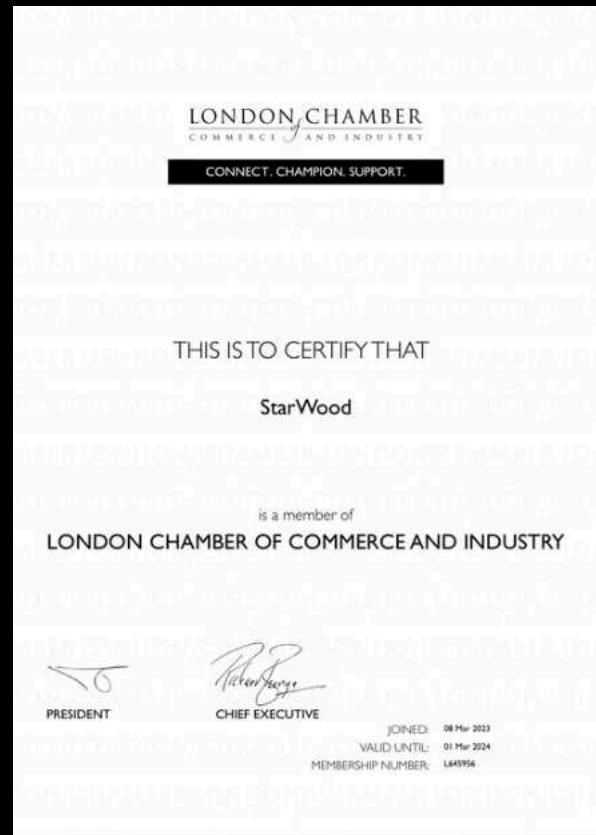 LONDON CHAMBER
of
COMMERCE AND INDUSTRY
CONNECT. CHAMPION. SUPPORT.
THIS IS TO CERTIFY THAT
StarWood
is a member of
LONDON CHAMBER OF COMMERCE AND INDUSTRY
PRESIDENT
CHIEF EXECUTIVE
JOINED: 08 Mar 2023
VALID UNTIL: 01 Mar 2024
MEMBERSHIP NUMBER: L645956